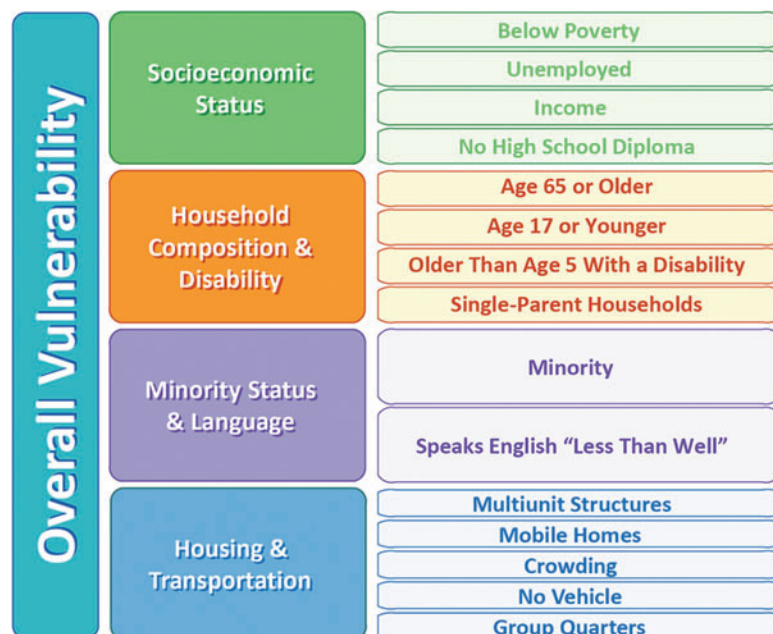 Overall Vulnerability
Socioeconomic
Status
Below Poverty
Unemployed
Income
No High School Diploma
Household
Composition &
Disability
Age 65 or Older
Age 17 or Younger
Older Than Age 5 With a Disability
Single-Parent Households
Minority Status
& Language
Minority
Speaks English “Less Than Well”
Housing &
Transportation
Multiunit Structures
Mobile Homes
Crowding
No Vehicle
Group Quarters